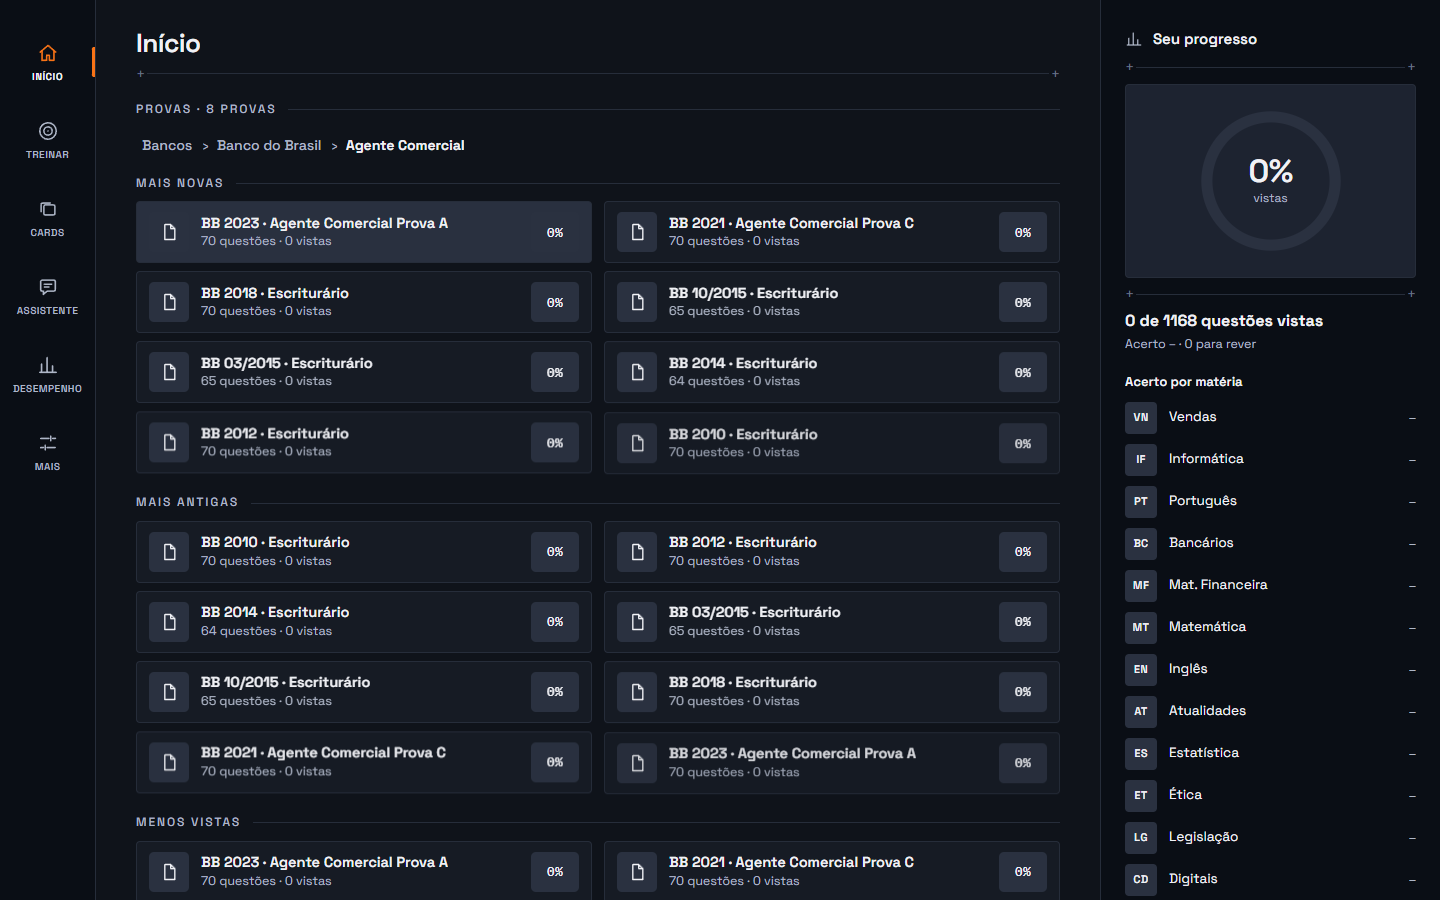 INÍCIO
TREINAR
CARDS
ASSISTENTE
DESEMPENHO
MAIS
Início
PROVAS · 8 PROVAS
Bancos > Banco do Brasil > Agente Comercial
MAIS NOVAS
BB 2023 · Agente Comercial Prova A
70 questões · 0 vistas
0%
BB 2021 · Agente Comercial Prova C
70 questões · 0 vistas
0%
BB 2018 · Escriturário
70 questões · 0 vistas
0%
BB 10/2015 · Escriturário
65 questões · 0 vistas
0%
BB 03/2015 · Escriturário
65 questões · 0 vistas
0%
BB 2014 · Escriturário
64 questões · 0 vistas
0%
BB 2012 · Escriturário
70 questões · 0 vistas
0%
BB 2010 · Escriturário
70 questões · 0 vistas
0%
MAIS ANTIGAS
BB 2010 · Escriturário
70 questões · 0 vistas
0%
BB 2012 · Escriturário
70 questões · 0 vistas
0%
BB 2014 · Escriturário
64 questões · 0 vistas
0%
BB 03/2015 · Escriturário
65 questões · 0 vistas
0%
BB 10/2015 · Escriturário
65 questões · 0 vistas
0%
BB 2018 · Escriturário
70 questões · 0 vistas
0%
BB 2021 · Agente Comercial Prova C
70 questões · 0 vistas
0%
BB 2023 · Agente Comercial Prova A
70 questões · 0 vistas
0%
MENOS VISTAS
BB 2023 · Agente Comercial Prova A
70 questões · 0 vistas
0%
BB 2021 · Agente Comercial Prova C
70 questões · 0 vistas
0%
Seu progresso
0%
vistas
0 de 1168 questões vistas
Acerto – · 0 para rever
Acerto por matéria
VN Vendas –
IF Informática –
PT Português –
BC Bancários –
MF Mat. Financeira –
MT Matemática –
EN Inglês –
AT Atualidades –
ES Estatística –
ET Ética –
LG Legislação –
CD Digitais –